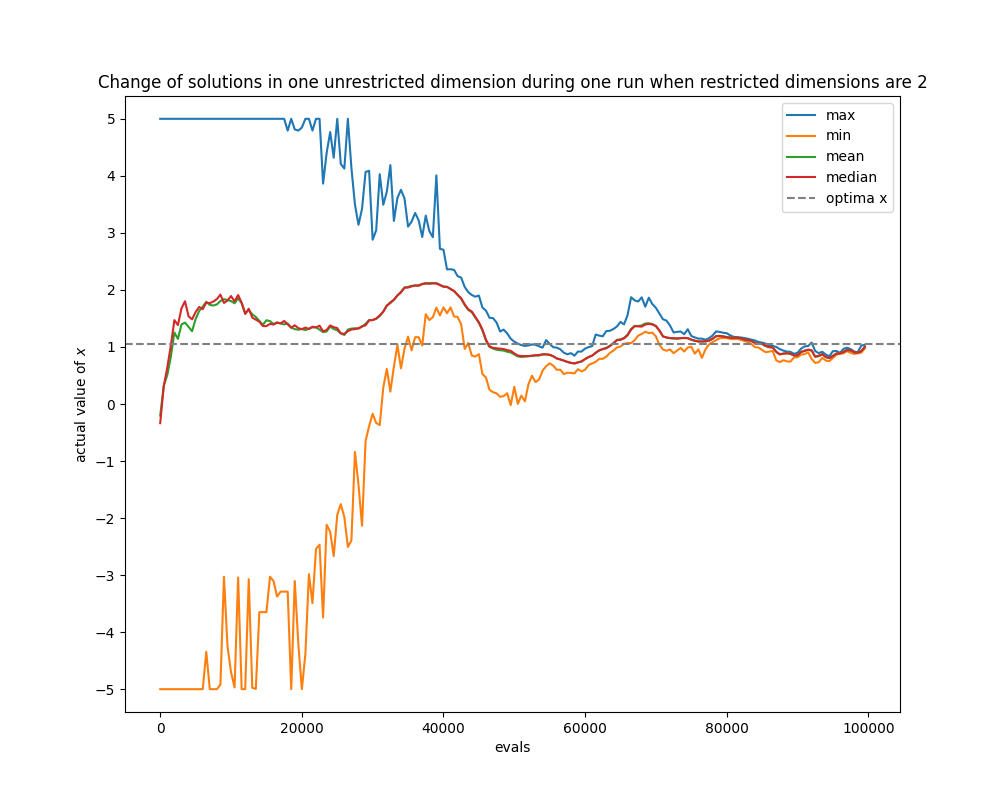 Change of solutions in one unrestricted dimension during one run when restricted dimensions are 2
max
min
mean
median
optima x
5
4
3
2
1
0
−1
−2
−3
−4
−5
actual value of x
0
20000
40000
60000
80000
100000
evals